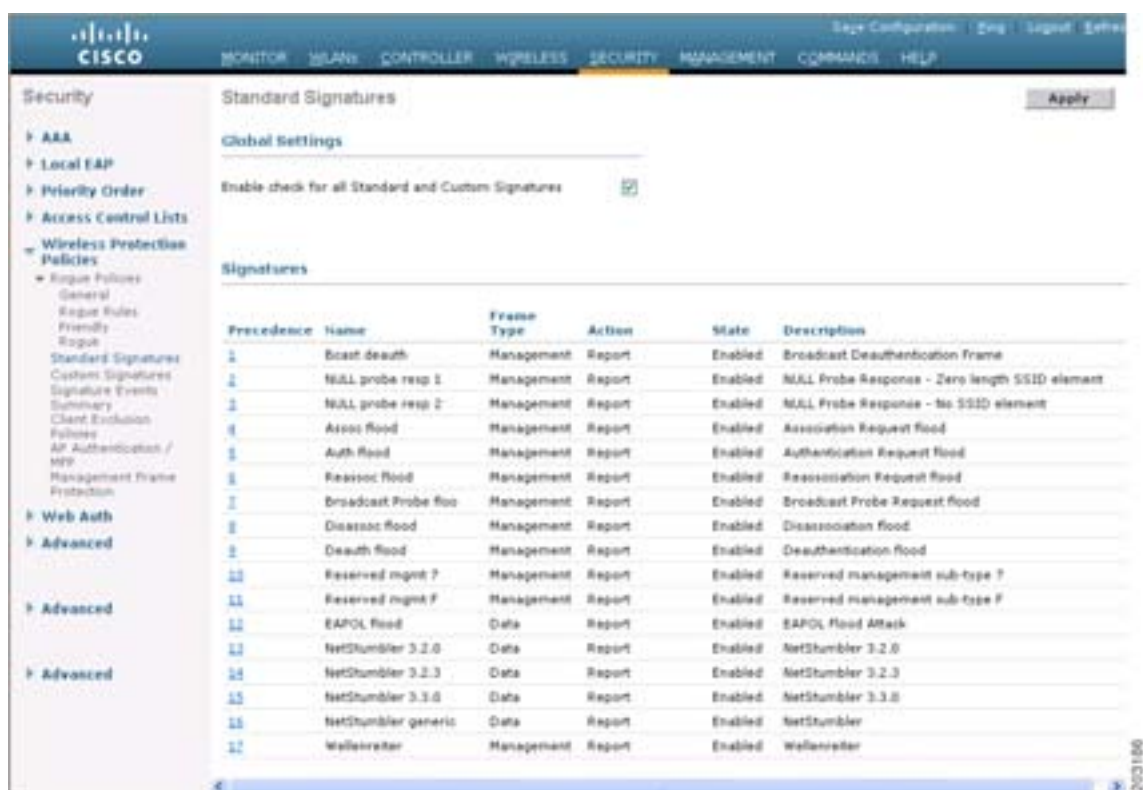 Save Configuration | Ping | Logout | Refre
CISCO
MONITOR WLANs CONTROLLER WIRELESS SECURITY MANAGEMENT COMMANDS HELP
Security
AAA
Local EAP
Priority Order
Access Control Lists
Wireless Protection
Policies
Rogue Policies
General
Rogue Rules
Friendly
Rogue
Standard Signatures
Custom Signatures
Signature Events
Summary
Client Exclusion
Policies
AP Authentication /
MFP
Management Frame
Protection
Web Auth
Advanced
Advanced
Advanced
Standard Signatures
Apply
Global Settings
Enable check for all Standard and Custom Signatures
Signatures
Precedence Name Frame Type Action State Description
1 Bcast deauth Management Report Enabled Broadcast Deauthentication Frame
2 NULL probe resp 1 Management Report Enabled NULL Probe Response - Zero length SSID element
3 NULL probe resp 2 Management Report Enabled NULL Probe Response - No SSID element
4 Assoc flood Management Report Enabled Association Request flood
5 Auth flood Management Report Enabled Authentication Request flood
6 Reassoc flood Management Report Enabled Reassociation Request flood
7 Broadcast Probe floo Management Report Enabled Broadcast Probe Request flood
8 Disassoc flood Management Report Enabled Disassociation flood
9 Deauth flood Management Report Enabled Deauthentication flood
10 Reserved mgmt 7 Management Report Enabled Reserved management sub-type 7
11 Reserved mgmt F Management Report Enabled Reserved management sub-type F
12 EAPOL flood Data Report Enabled EAPOL Flood Attack
13 NetStumbler 3.2.0 Data Report Enabled NetStumbler 3.2.0
14 NetStumbler 3.2.3 Data Report Enabled NetStumbler 3.2.3
15 NetStumbler 3.3.0 Data Report Enabled NetStumbler 3.3.0
16 NetStumbler generic Data Report Enabled NetStumbler
17 Wellenreiter Management Report Enabled Wellenreiter
203186